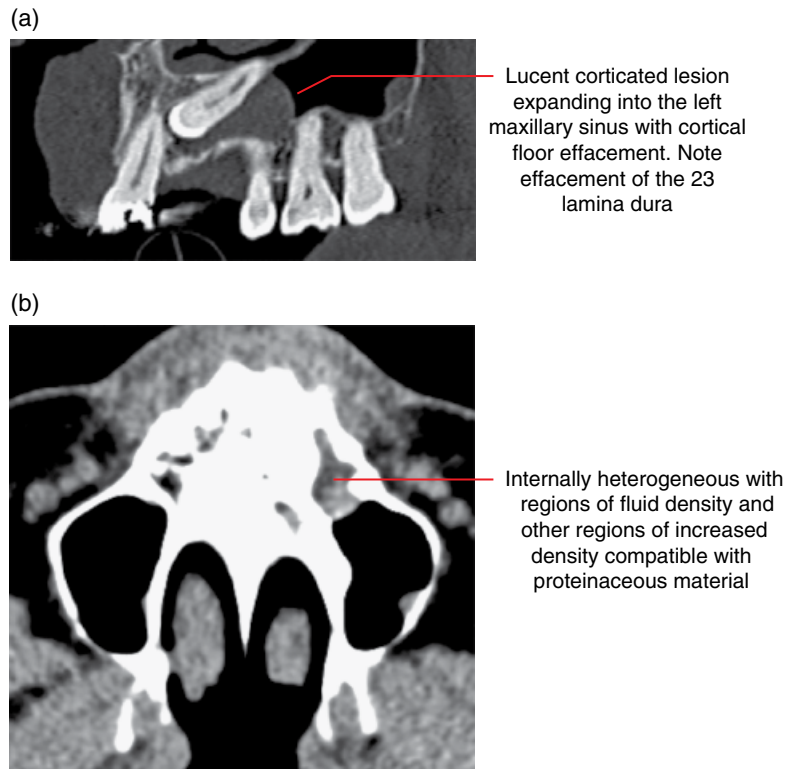 (a)
Lucent corticated lesion
expanding into the left
maxillary sinus with cortical
floor effacement. Note
effacement of the 23
lamina dura
(b)
Internally heterogeneous with
regions of fluid density and
other regions of increased
density compatible with
proteinaceous material